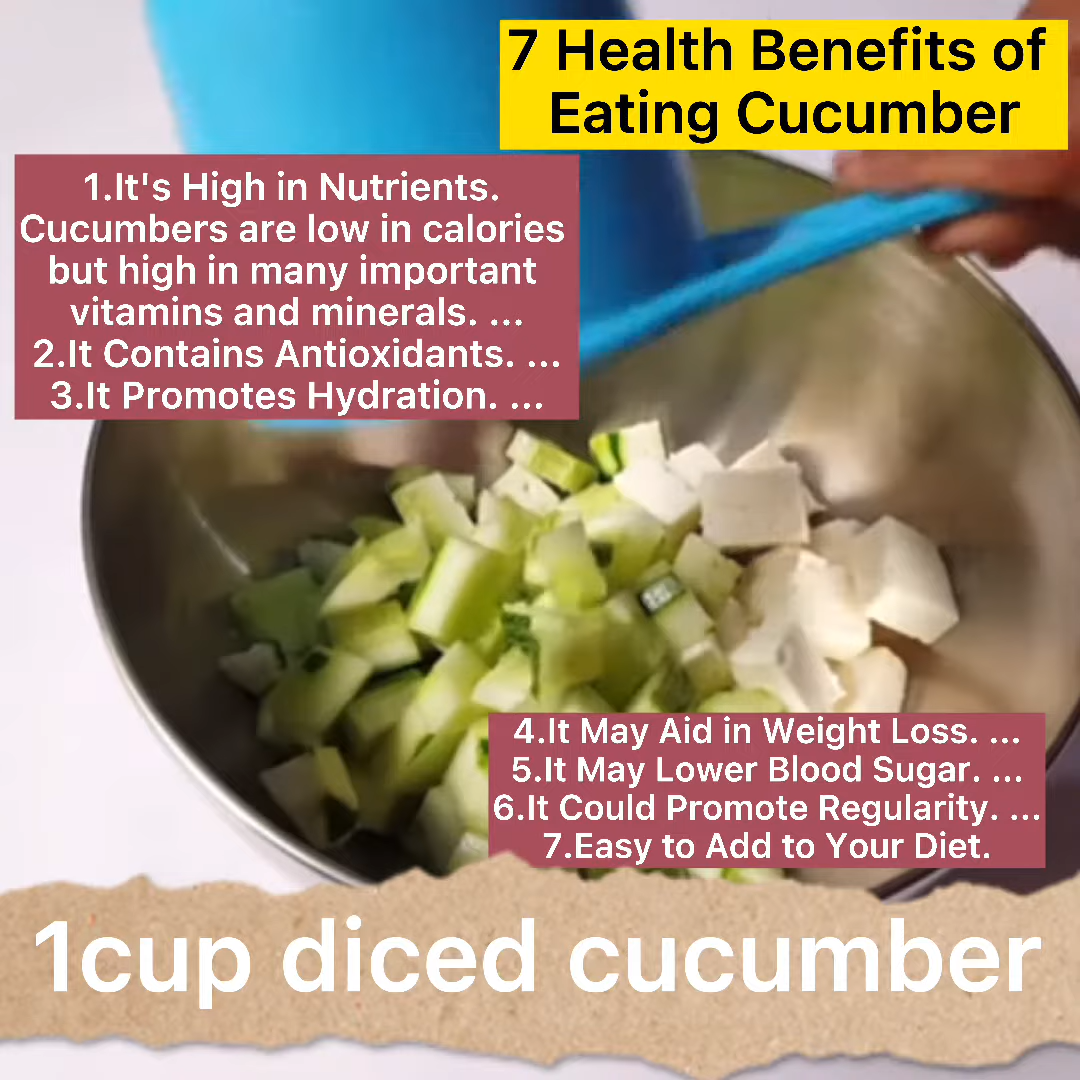 7 Health Benefits of
Eating Cucumber
1.It's High in Nutrients.
Cucumbers are low in calories
but high in many important
vitamins and minerals. ...
2.It Contains Antioxidants. ...
3.It Promotes Hydration. ...
4.It May Aid in Weight Loss. ...
5.It May Lower Blood Sugar. ...
6.It Could Promote Regularity. ...
7.Easy to Add to Your Diet.
1cup diced cucumber